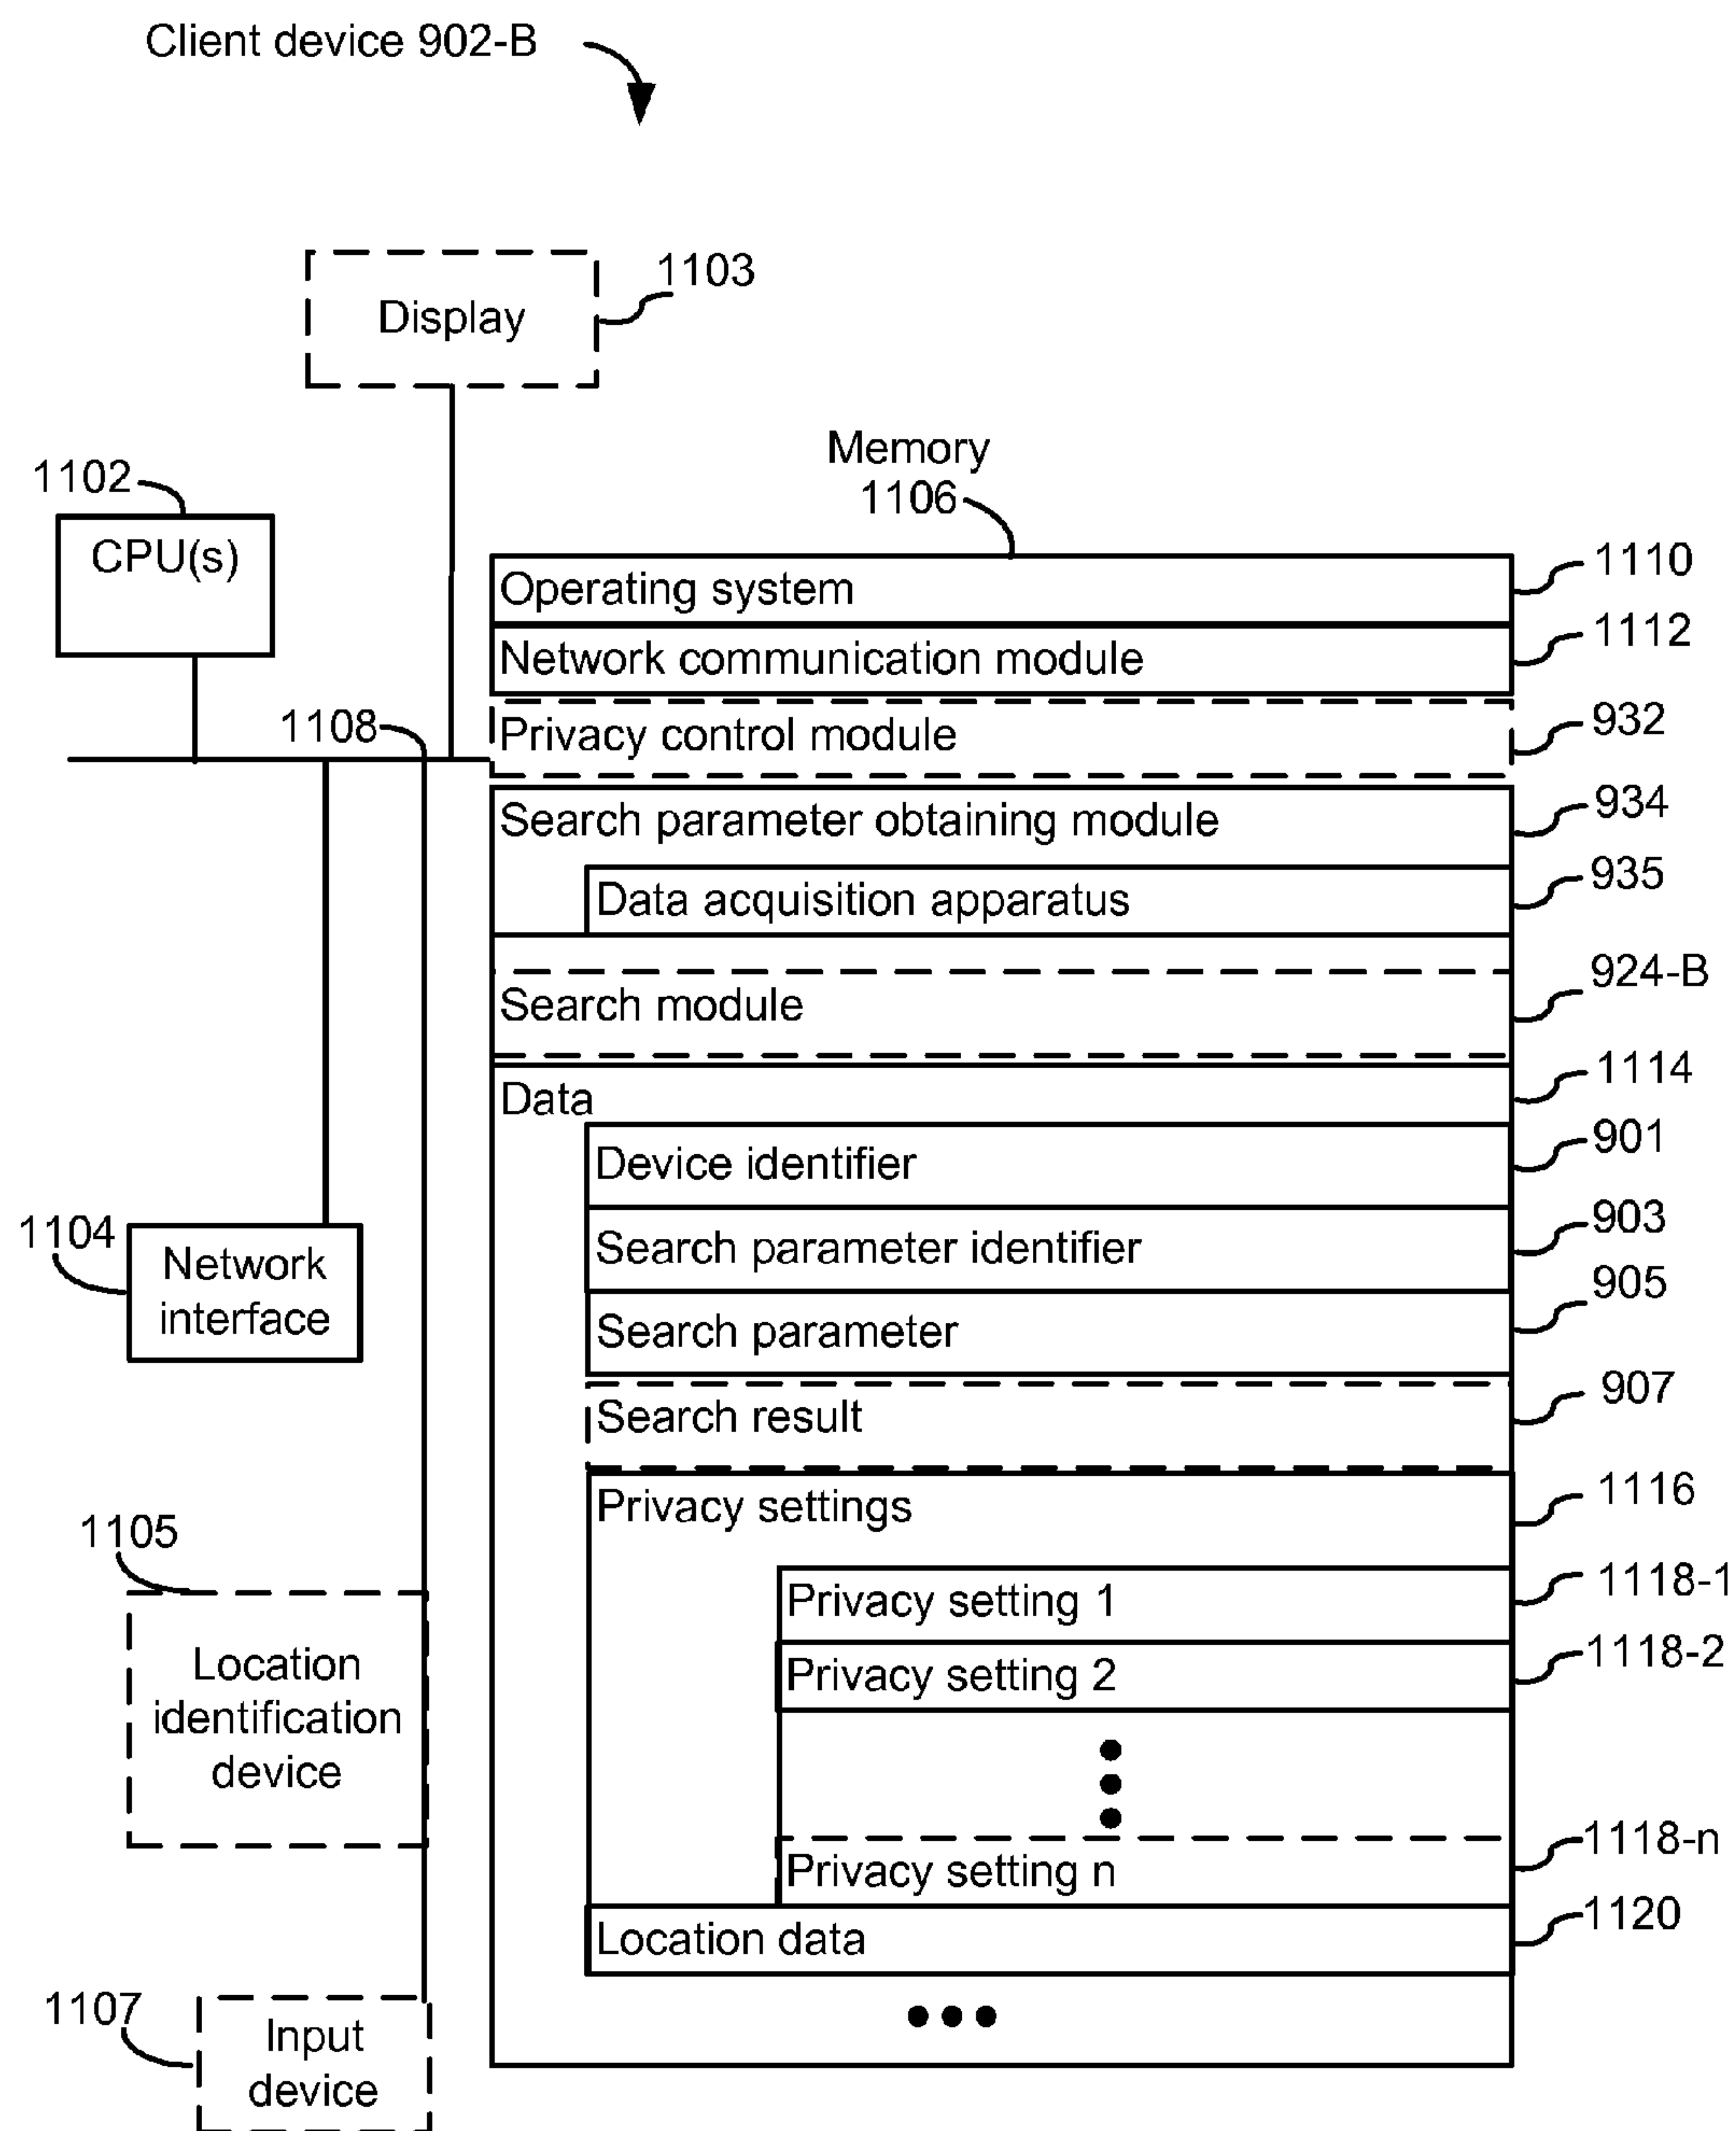 Client device 902-B
Display
1103
1102
CPU(s)
Memory
1106
Operating system
1110
Network communication module
1112
1108
Privacy control module
932
Search parameter obtaining module
934
Data acquisition apparatus
935
Search module
924-B
Data
1114
Device identifier
901
1104
Network
interface
Search parameter identifier
903
Search parameter
905
Search result
907
Privacy settings
1116
1105
Location
identification
device
Privacy setting 1
1118-1
Privacy setting 2
1118-2
Privacy setting n
1118-n
Location data
1120
1107
Input
device